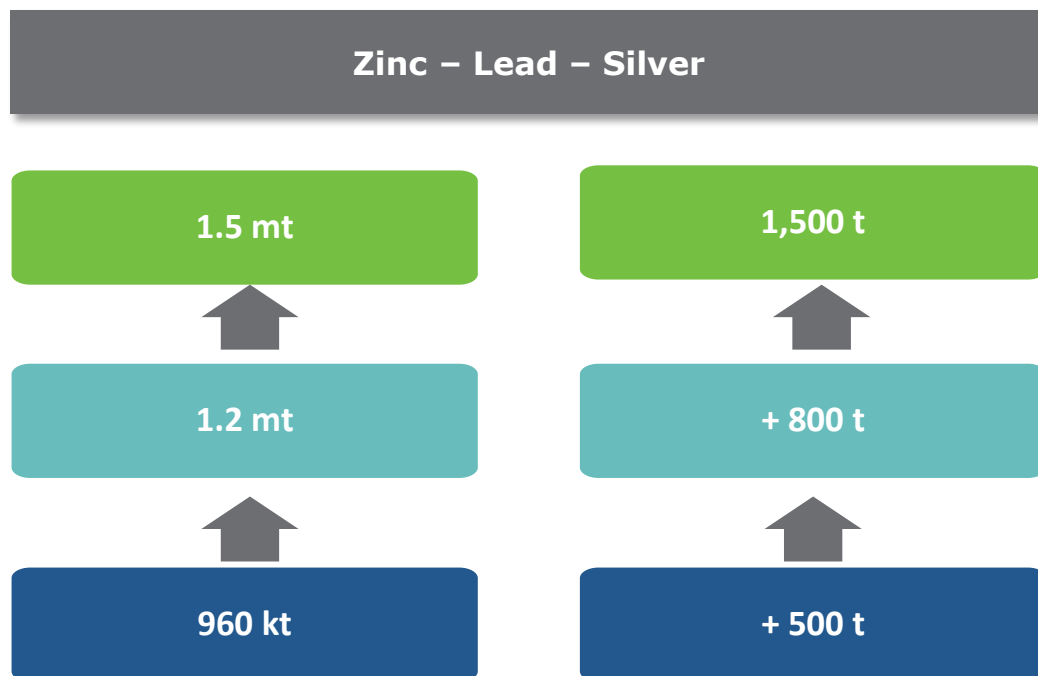 Zinc – Lead – Silver
1.5 mt
1,500 t
1.2 mt
+ 800 t
960 kt
+ 500 t